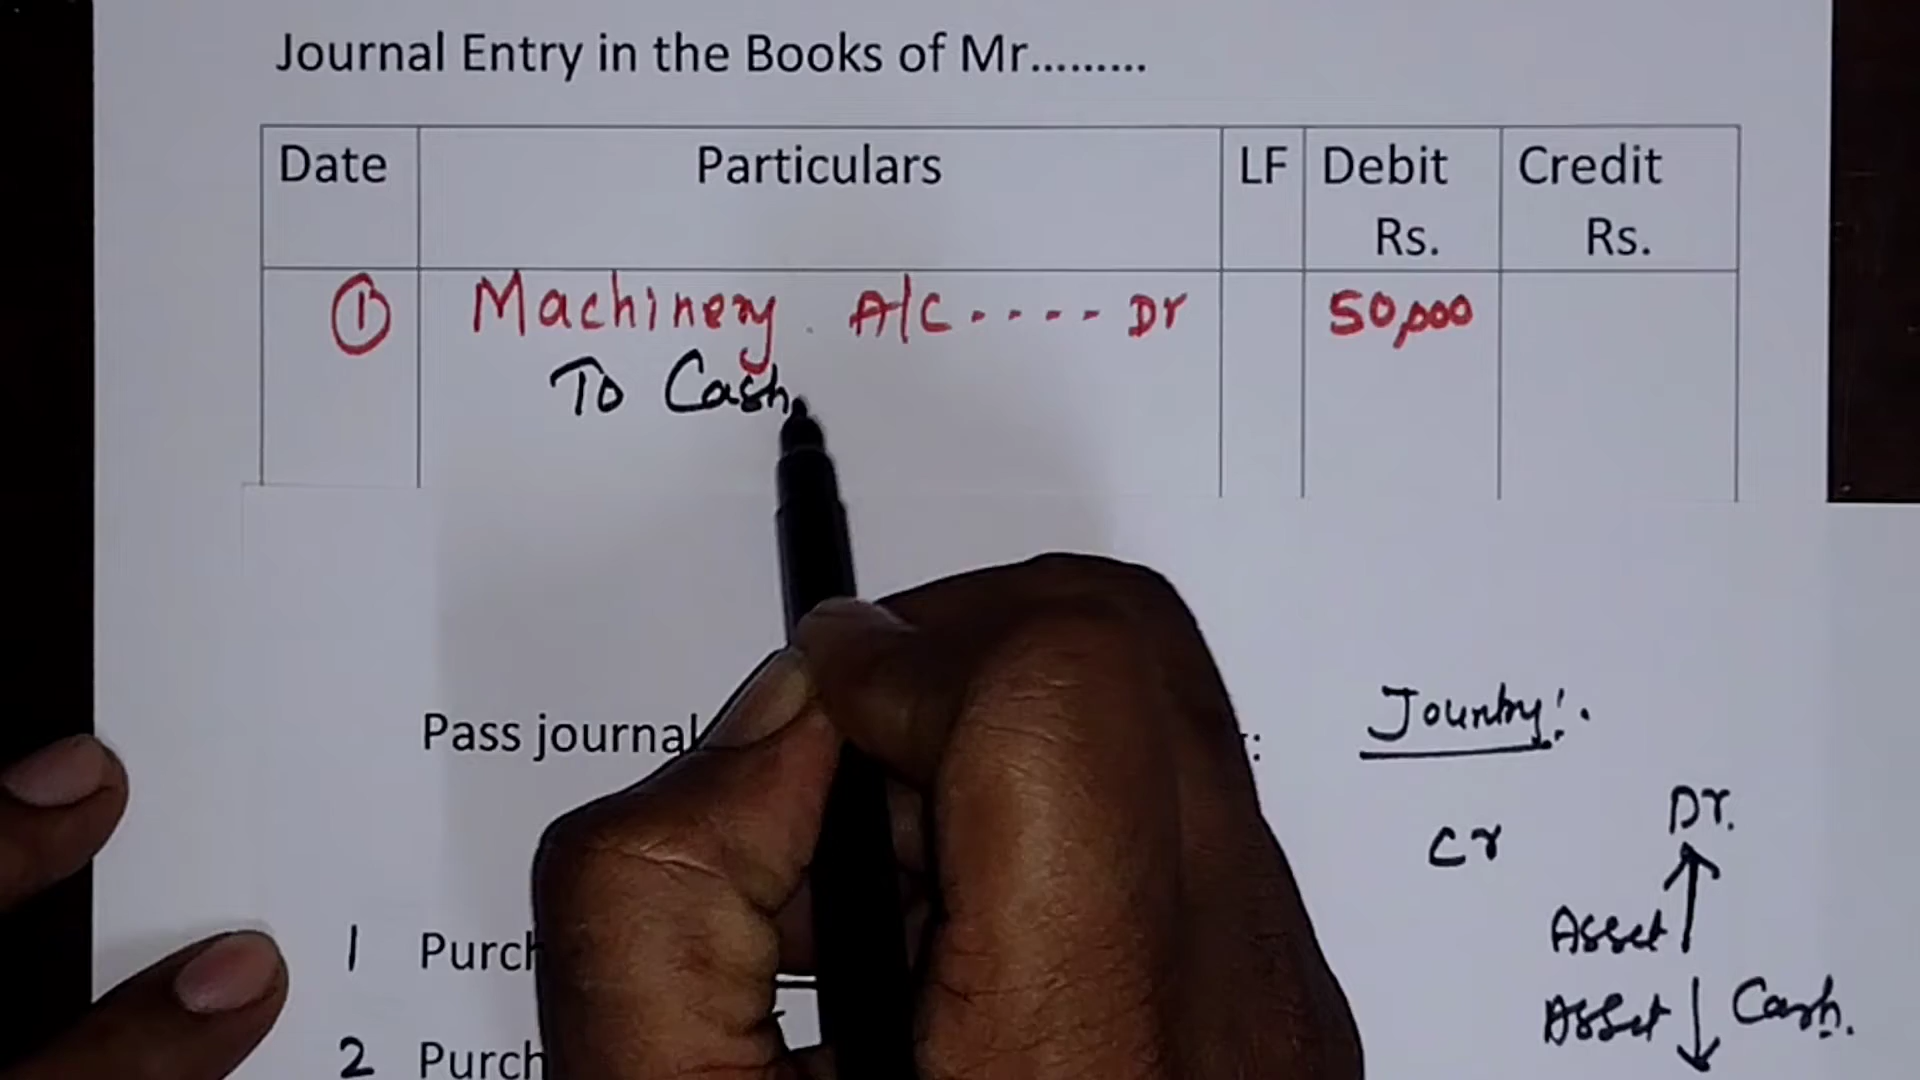 Journal Entry in the Books of Mr.........
Date Particulars LF Debit Rs. Credit Rs.
1 Machinery A/C ---- Dr 50,000
To Cash
Pass journal :
Dr.
Cr
Asset
Asset Cash.
1 Purch
2 Purch